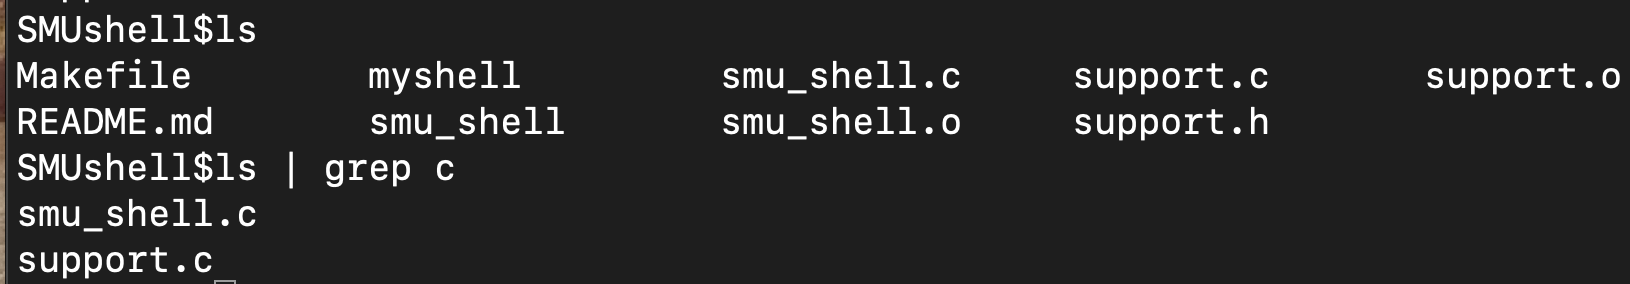 SMUshell$ls
Makefile myshell smu_shell.c support.c support.o
README.md smu_shell smu_shell.o support.h
SMUshell$ls | grep c
smu_shell.c
support.c